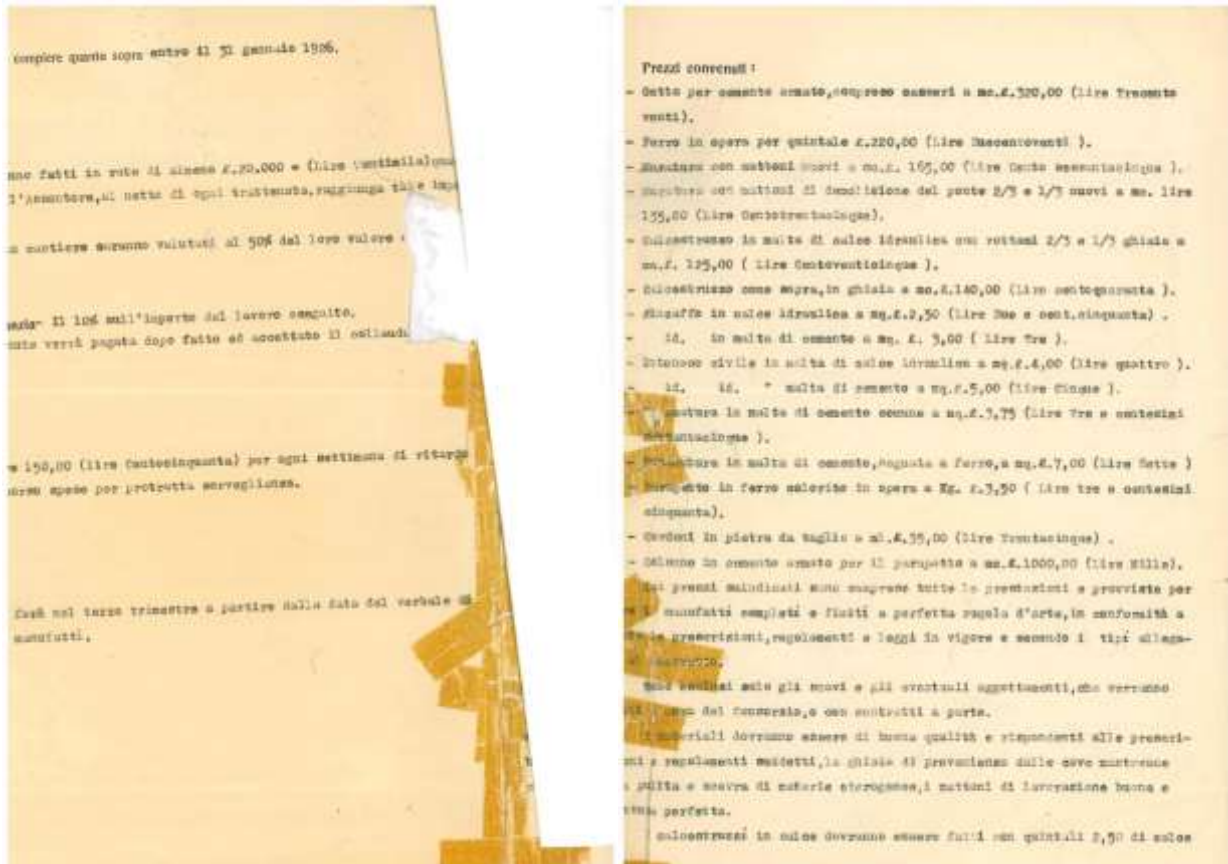 compiere quanto sopra entro il 31 gennaio 1926.
fatti in rate di almeno £.20.000 = (Lire Ventimila)
l'Assuntore, al netto di ogni trattenuta, raggiunga tale
cantiere saranno valutati al 50% del loro valore
Il 10% sull'importo del lavoro eseguito.
verrà pagata dopo fatto ed accettato il collaudo
150,00 (lire Centocinquanta) per ogni settimana di ritardo
spese per protratta sorveglianza.
farà nel terzo trimestre a partire dalla data del verbale di
manufatti.
Prezzi convenuti :
- Getto per cemento armato, compreso casseri a mc.£.320,00 (Lire Trecento
venti).
- Ferro in opera per quintale £.220,00 (Lire Duecentoventi ).
- Muratura con mattoni nuovi a mc.£. 165,00 (Lire Cento sessantacinque ).
- Muratura con mattoni di demolizione del ponte 2/3 e 1/3 nuovi a mc. lire
135,00 (Lire Centotrentacinque).
- Calcestruzzo in malta di calce idraulica con rottami 2/3 e 1/3 ghiaia a
mc.£. 125,00 ( Lire Centoventicinque ).
- Calcestruzzo come sopra, in ghiaia a mc.£.140,00 (Lire centoquaranta ).
- Rinzaffo in calce idraulica a mq.£.2,50 (Lire Due e cent.cinquanta) .
- id. in malta di cemento a mq. £. 3,00 ( Lire Tre ).
- Intonaco civile in malta di calce idraulica a mq.£.4,00 (Lire quattro ).
- id. id. " malta di cemento a mq.£.5,00 (Lire Cinque ).
- in malta di cemento comune a mq.£.3,75 (Lire Tre e centesimi
settantacinque ).
- in malta di cemento, a ferro, a mq.£.7,00 (Lire Sette )
- Parapetto in ferro colorito in opera a Kg. £.3,50 ( Lire tre e centesimi
cinquanta).
- Cordoni in pietra da taglio a ml.£.35,00 (Lire Trentacinque) .
- Colonne in cemento armato per il parapetto a mc.£.1000,00 (Lire Mille).
prezzi suindicati sono comprese tutte le prestazioni e provviste per
manufatti completi e finiti a perfetta regola d'arte, in conformità a
prescrizioni, regolamenti e leggi in vigore e secondo i tipi allega-
esclusi solo gli scavi e gli eventuali aggottamenti, che verranno
del Consorzio, o con contratti a parte.
materiali dovranno essere di buona qualità e rispondenti alle prescri-
e regolamenti suddetti, la ghiaia di provenienza dalle cave
pulita e scevra di materie eterogenee, i mattoni di lavorazione buona e
perfetta.
calcestruzzi in calce dovranno essere fatti con quintali 2,50 di calce